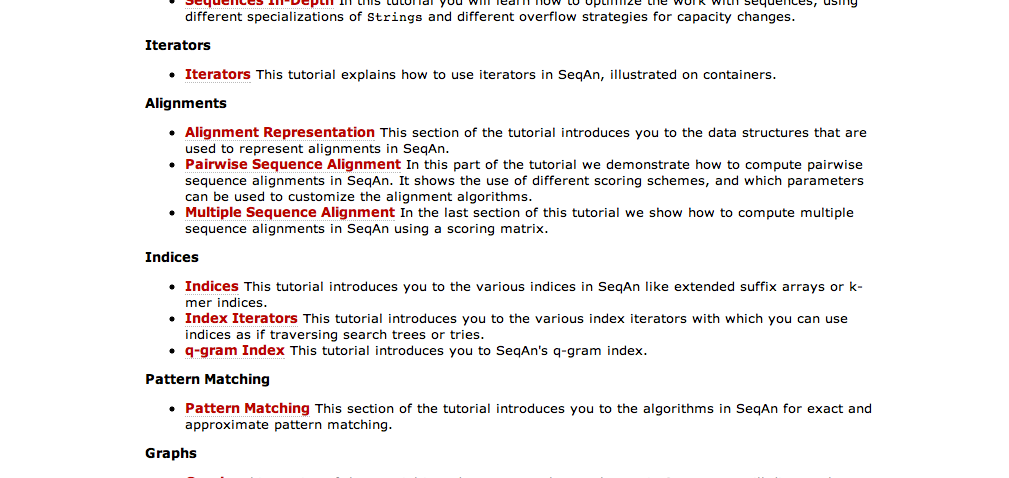 Sequences In-Depth In this tutorial you will learn how to optimize the work with sequences, using
different specializations of Strings and different overflow strategies for capacity changes.
Iterators
Iterators This tutorial explains how to use iterators in SeqAn, illustrated on containers.
Alignments
Alignment Representation This section of the tutorial introduces you to the data structures that are
used to represent alignments in SeqAn.
Pairwise Sequence Alignment In this part of the tutorial we demonstrate how to compute pairwise
sequence alignments in SeqAn. It shows the use of different scoring schemes, and which parameters
can be used to customize the alignment algorithms.
Multiple Sequence Alignment In the last section of this tutorial we show how to compute multiple
sequence alignments in SeqAn using a scoring matrix.
Indices
Indices This tutorial introduces you to the various indices in SeqAn like extended suffix arrays or k-
mer indices.
Index Iterators This tutorial introduces you to the various index iterators with which you can use
indices as if traversing search trees or tries.
q-gram Index This tutorial introduces you to SeqAn's q-gram index.
Pattern Matching
Pattern Matching This section of the tutorial introduces you to the algorithms in SeqAn for exact and
approximate pattern matching.
Graphs